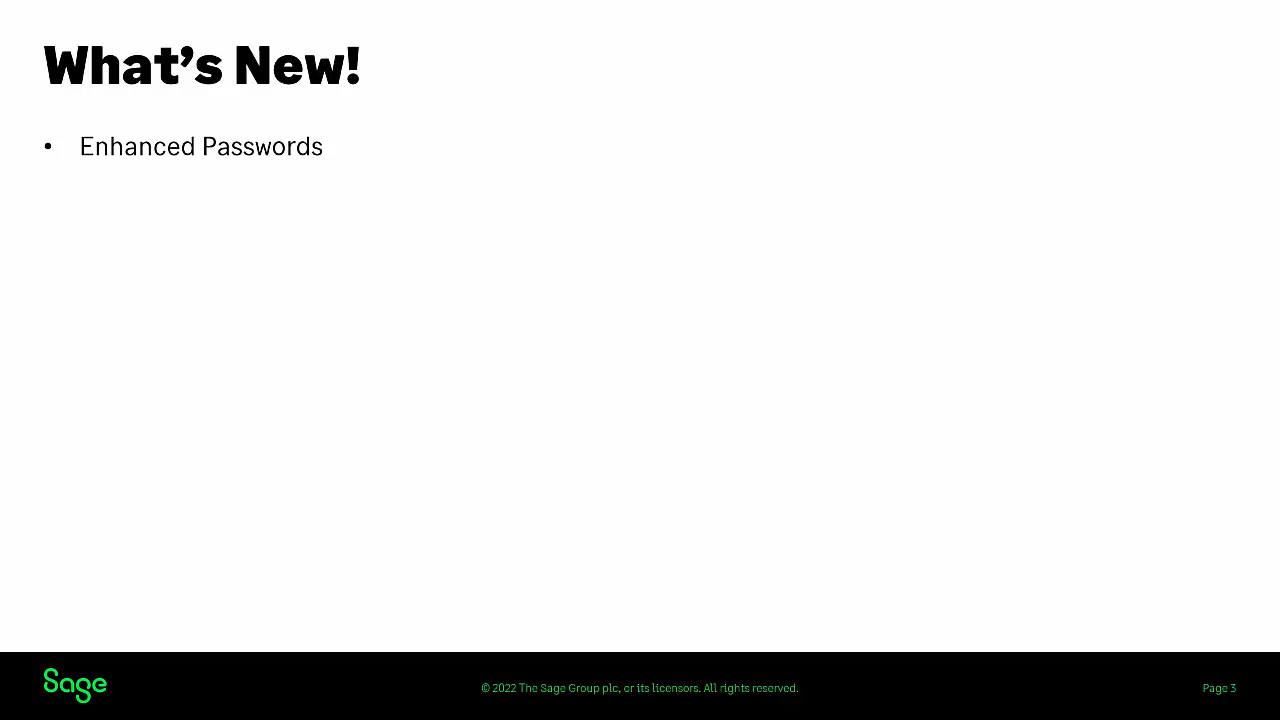 What’s New!
• Enhanced Passwords
Sage
© 2022 The Sage Group plc, or its licensors. All rights reserved.
Page 3